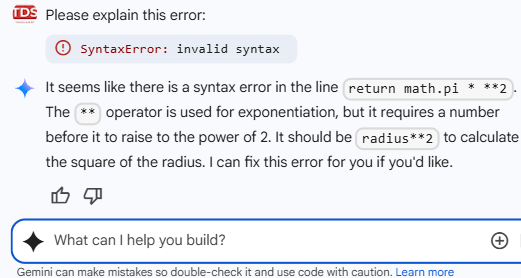 TDS
Please explain this error:
SyntaxError: invalid syntax
It seems like there is a syntax error in the line return math.pi * **2.
The ** operator is used for exponentiation, but it requires a number
before it to raise to the power of 2. It should be radius**2 to calculate
the square of the radius. I can fix this error for you if you'd like.
What can I help you build?
Gemini can make mistakes so double-check it and use code with caution. Learn more